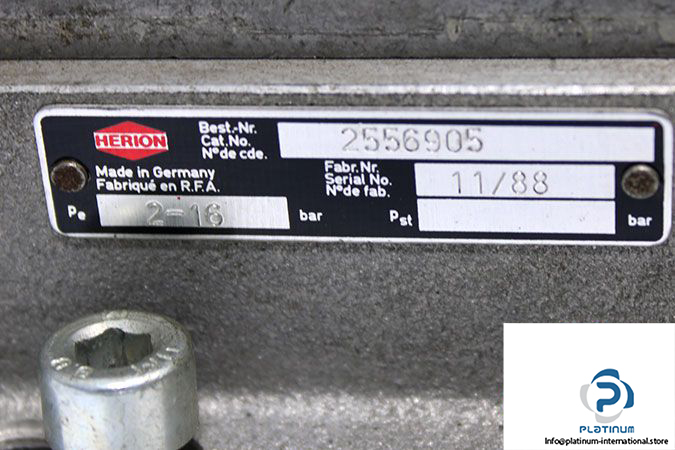 HERION
Best.-Nr.
Cat.No.
N° de cde.
2556905
Made in Germany
Fabriqué en R.F.A.
Fabr.Nr.
Serial No.
N° de fab.
11/88
Pe
2-16
bar
Pst
bar
PLATINUM
Info@platinum-international.store